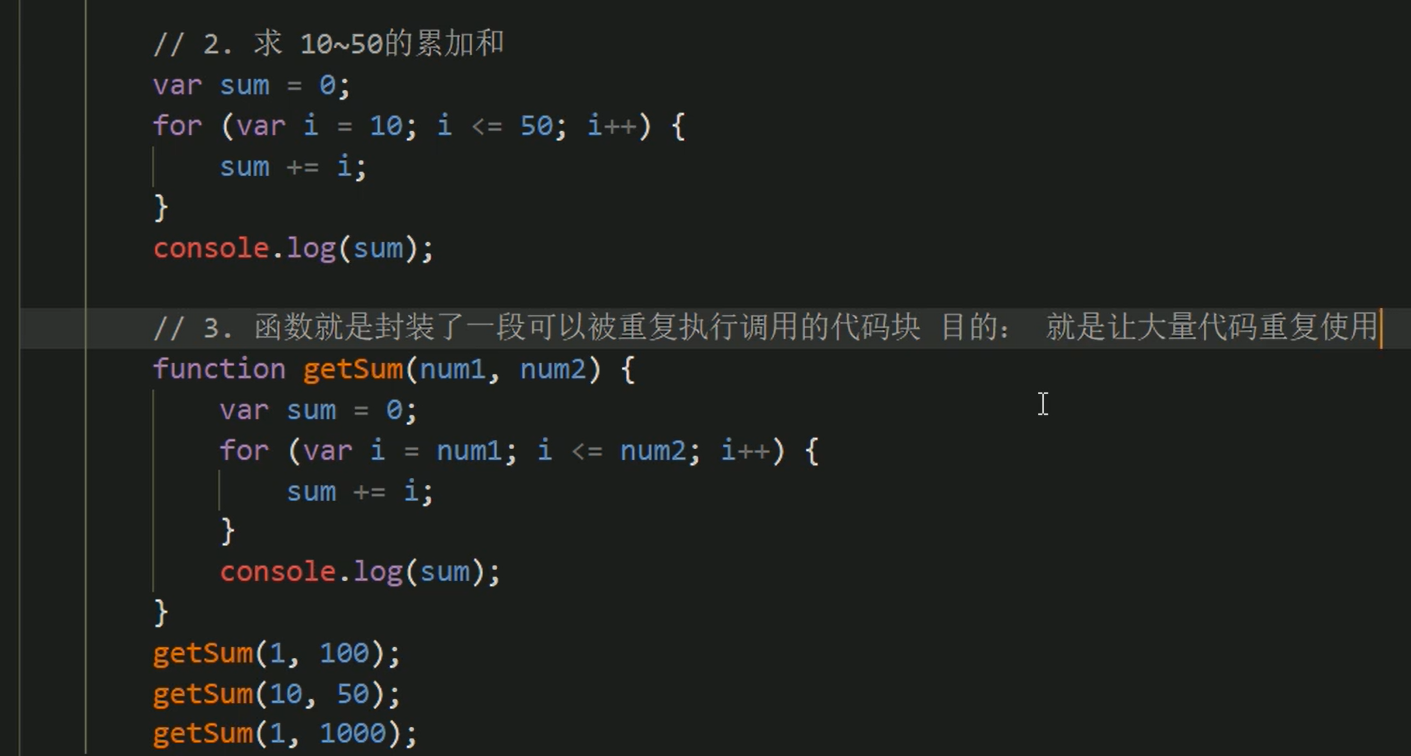 // 2. 求 10~50的累加和
var sum = 0;
for (var i = 10; i <= 50; i++) {
    sum += i;
}
console.log(sum);
// 3. 函数就是封装了一段可以被重复执行调用的代码块 目的： 就是让大量代码重复使用
function getSum(num1, num2) {
    var sum = 0;
    for (var i = num1; i <= num2; i++) {
        sum += i;
    }
    console.log(sum);
}
getSum(1, 100);
getSum(10, 50);
getSum(1, 1000);